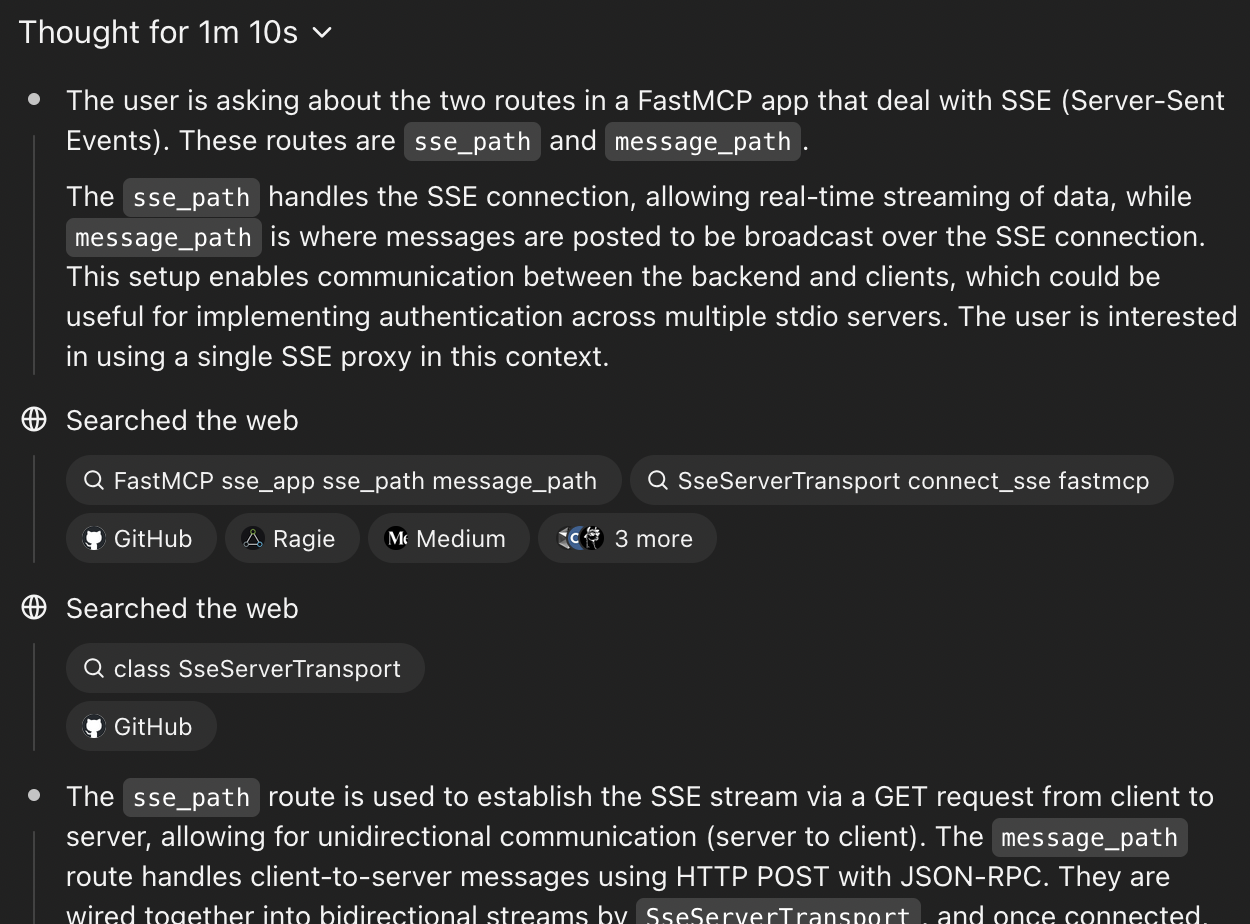 Thought for 1m 10s
The user is asking about the two routes in a FastMCP app that deal with SSE (Server-Sent
Events). These routes are sse_path and message_path.
The sse_path handles the SSE connection, allowing real-time streaming of data, while
message_path is where messages are posted to be broadcast over the SSE connection.
This setup enables communication between the backend and clients, which could be
useful for implementing authentication across multiple stdio servers. The user is interested
in using a single SSE proxy in this context.
Searched the web
FastMCP sse_app sse_path message_path
SseServerTransport connect_sse fastmcp
GitHub
Ragie
Medium
3 more
Searched the web
class SseServerTransport
GitHub
The sse_path route is used to establish the SSE stream via a GET request from client to
server, allowing for unidirectional communication (server to client). The message_path
route handles client-to-server messages using HTTP POST with JSON-RPC. They are
wired together into bidirectional streams by SseServerTransport, and once connected,